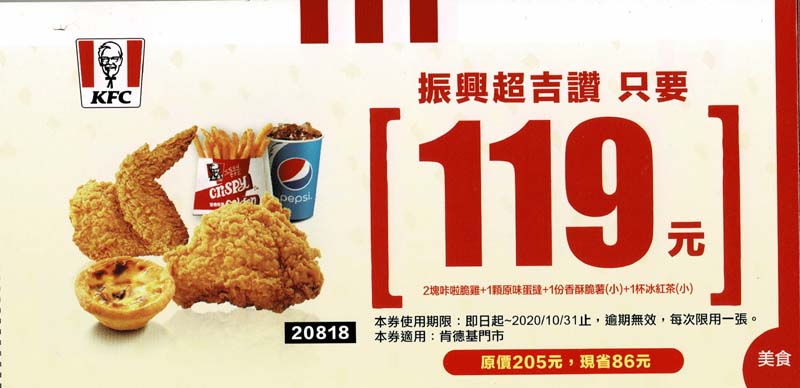 KFC
振興超吉讚 只要
119元
crispy
pepsi
2塊咔啦脆雞+1顆原味蛋撻+1份香酥脆薯(小)+1杯冰紅茶(小)
20818
本券使用期限：即日起~2020/10/31止，逾期無效，每次限用一張。
本券適用：肯德基門市
原價205元，現省86元
美食